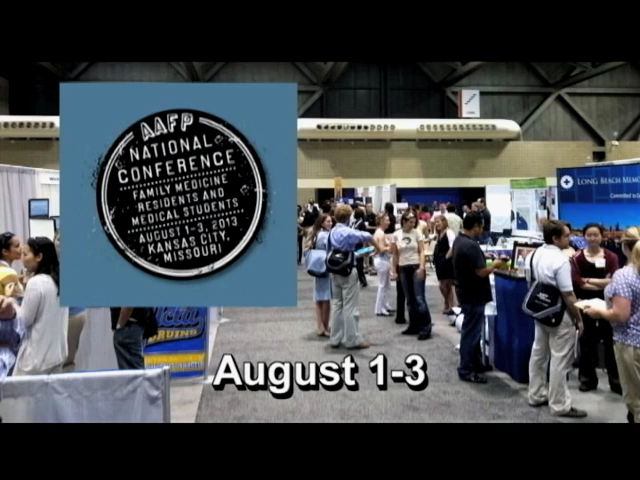 AAFP
NATIONAL
CONFERENCE
FAMILY MEDICINE
RESIDENTS AND
MEDICAL STUDENTS
AUGUST 1-3, 2013
KANSAS CITY,
MISSOURI
LONG BEACH MEMO
August 1-3